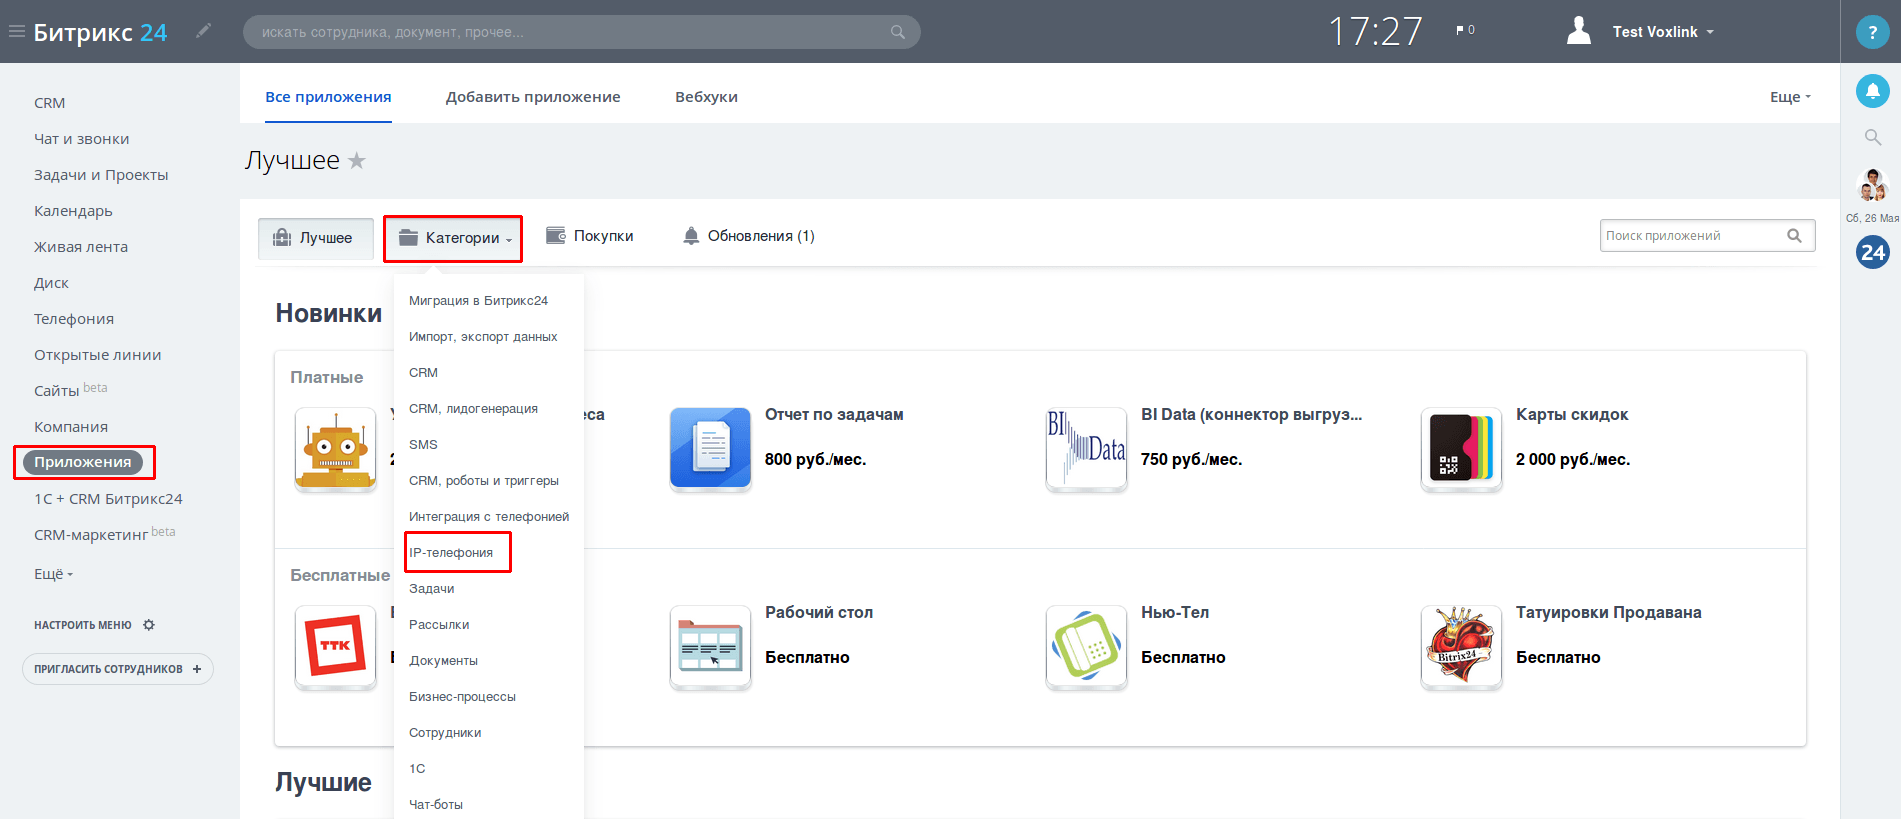 Битрикс 24
искать сотрудника, документ, прочее...
17:27
0
Test Voxlink
?
CRM
Чат и звонки
Задачи и Проекты
Календарь
Живая лента
Диск
Телефония
Открытые линии
Сайты beta
Компания
Приложения
1С + CRM Битрикс24
CRM-маркетинг beta
Ещё
НАСТРОИТЬ МЕНЮ
ПРИГЛАСИТЬ СОТРУДНИКОВ +
Все приложения
Добавить приложение
Вебхуки
Еще
Лучшее
Лучшее
Категории
Покупки
Обновления (1)
Поиск приложений
Миграция в Битрикс24
Импорт, экспорт данных
CRM
CRM, лидогенерация
SMS
CRM, роботы и триггеры
Интеграция с телефонией
IP-телефония
Задачи
Рассылки
Документы
Бизнес-процессы
Сотрудники
1С
Чат-боты
Новинки
Платные
Отчет по задачам
800 руб./мес.
BI Data
BI Data (коннектор выгруз...
750 руб./мес.
Карты скидок
2 000 руб./мес.
Бесплатные
ТТК
Рабочий стол
Бесплатно
Нью-Тел
Бесплатно
Bitrix24
Татуировки Продавана
Бесплатно
Лучшие
Сб, 26 Мая
24